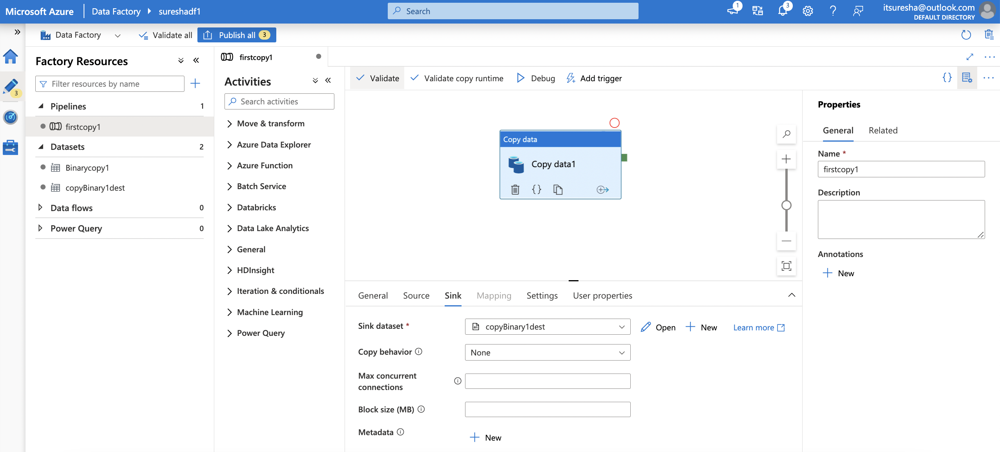 Microsoft Azure
Data Factory
sureshadf1
Search
1
3
itsuresha@outlook.com
DEFAULT DIRECTORY
Data Factory
Validate all
Publish all 3
3
Factory Resources
Filter resources by name
Pipelines 1
firstcopy1
Datasets 2
Binarycopy1
copyBinary1dest
Data flows 0
Power Query 0
firstcopy1
Activities
Search activities
Move & transform
Azure Data Explorer
Azure Function
Batch Service
Databricks
Data Lake Analytics
General
HDInsight
Iteration & conditionals
Machine Learning
Power Query
Validate
Validate copy runtime
Debug
Add trigger
Copy data
Copy data1
General
Source
Sink
Mapping
Settings
User properties
Sink dataset *
copyBinary1dest
Open
New
Learn more
Copy behavior
None
Max concurrent
connections
Block size (MB)
Metadata
New
Properties
General
Related
Name *
firstcopy1
Description
Annotations
New